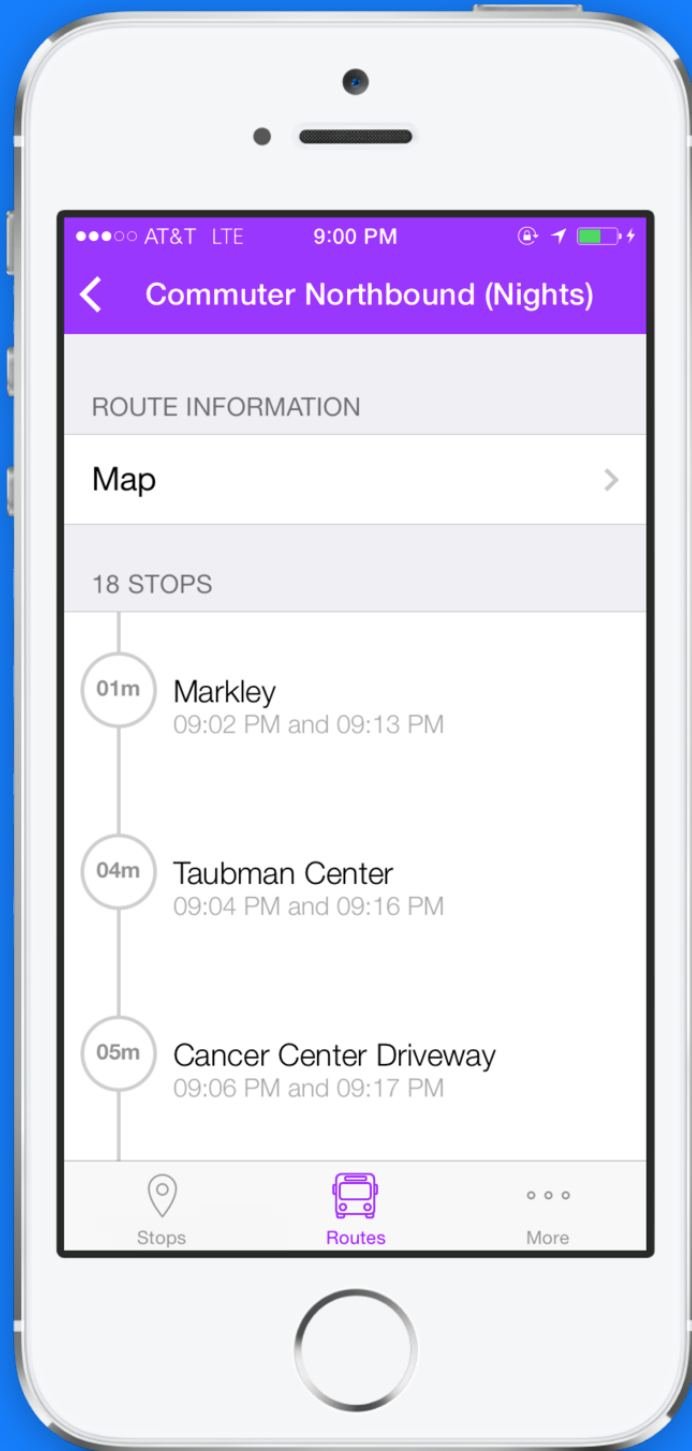 AT&T LTE 9:00 PM
Commuter Northbound (Nights)
ROUTE INFORMATION
Map
18 STOPS
01m Markley
09:02 PM and 09:13 PM
04m Taubman Center
09:04 PM and 09:16 PM
05m Cancer Center Driveway
09:06 PM and 09:17 PM
Stops Routes More